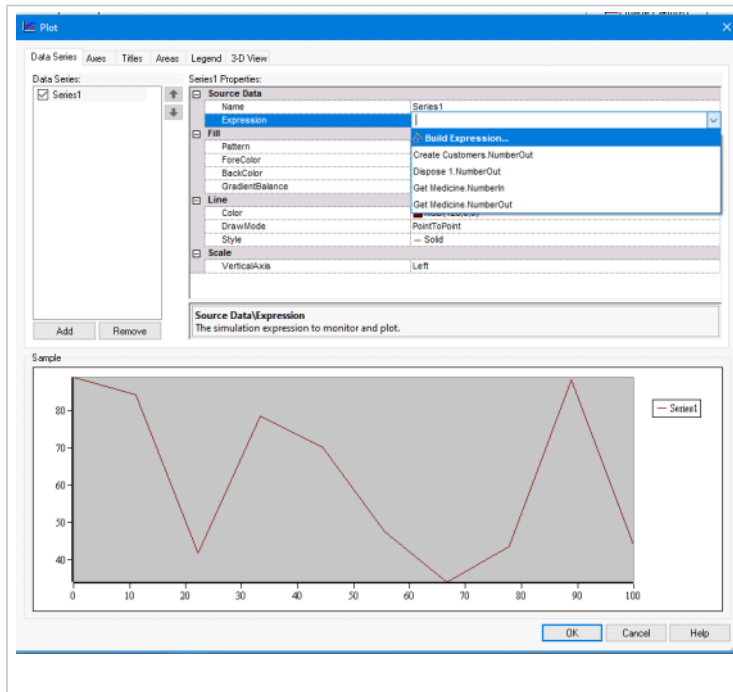 Plot
Data Series Axes Titles Areas Legend 3-D View
Data Series:
Series1 Properties:
Series1
Source Data
Name Series1
Expression
Build Expression...
Fill
Pattern
Create Customers.NumberOut
ForeColor
Dispose 1.NumberOut
BackColor
Get Medicine.NumberIn
GradientBalance
Get Medicine.NumberOut
Line
Color
DrawMode PointToPoint
Style Solid
Scale
VerticalAxis Left
Source Data\Expression
The simulation expression to monitor and plot.
Add Remove
Sample
80
70
60
50
40
0 10 20 30 40 50 60 70 80 90 100
Series1
OK Cancel Help